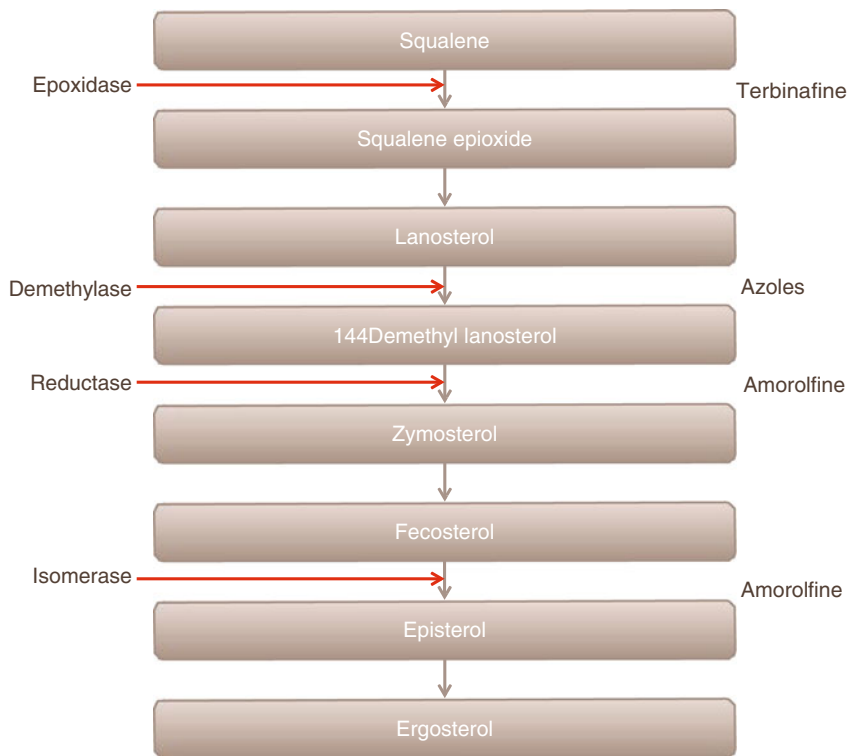 Squalene
Epoxidase
Terbinafine
Squalene epioxide
Lanosterol
Demethylase
Azoles
144Demethyl lanosterol
Reductase
Amorolfine
Zymosterol
Fecosterol
Isomerase
Amorolfine
Episterol
Ergosterol